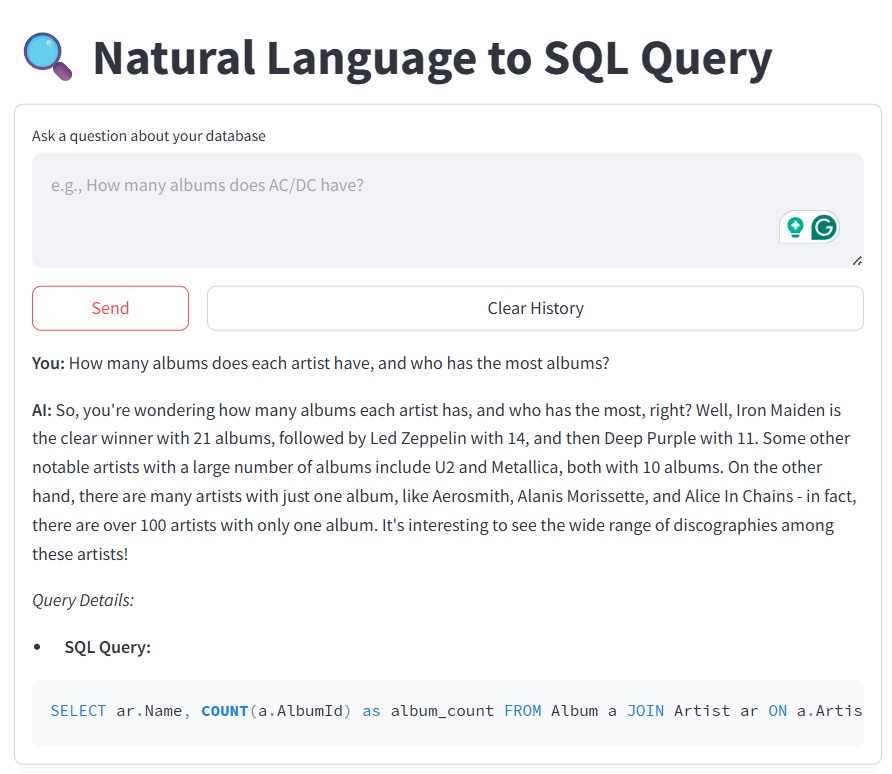 Natural Language to SQL Query
Ask a question about your database
e.g., How many albums does AC/DC have?
Send
Clear History
You: How many albums does each artist have, and who has the most albums?
AI: So, you're wondering how many albums each artist has, and who has the most, right? Well, Iron Maiden is
the clear winner with 21 albums, followed by Led Zeppelin with 14, and then Deep Purple with 11. Some other
notable artists with a large number of albums include U2 and Metallica, both with 10 albums. On the other
hand, there are many artists with just one album, like Aerosmith, Alanis Morissette, and Alice In Chains - in fact,
there are over 100 artists with only one album. It's interesting to see the wide range of discographies among
these artists!
Query Details:
• SQL Query:
SELECT ar.Name, COUNT(a.AlbumId) as album_count FROM Album a JOIN Artist ar ON a.Artis